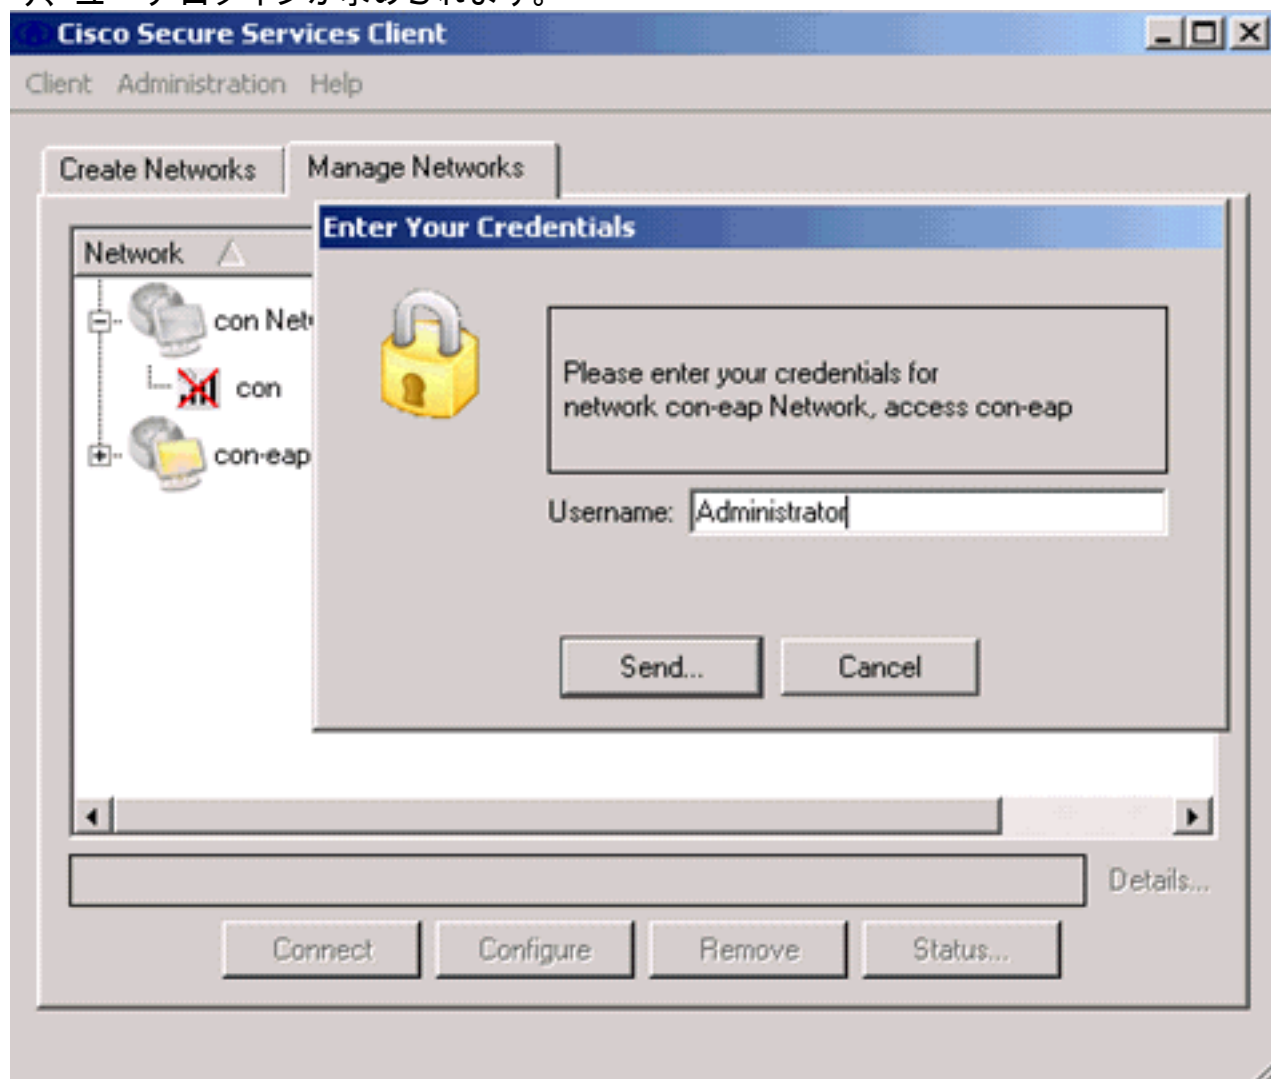 Cisco Secure Services Client
Client Administration Help
Create Networks Manage Networks
Enter Your Credentials
Network
con Net
con
con-eap
Please enter your credentials for
network con-eap Network, access con-eap
Username: Administrator
Send... Cancel
Details...
Connect Configure Remove Status...